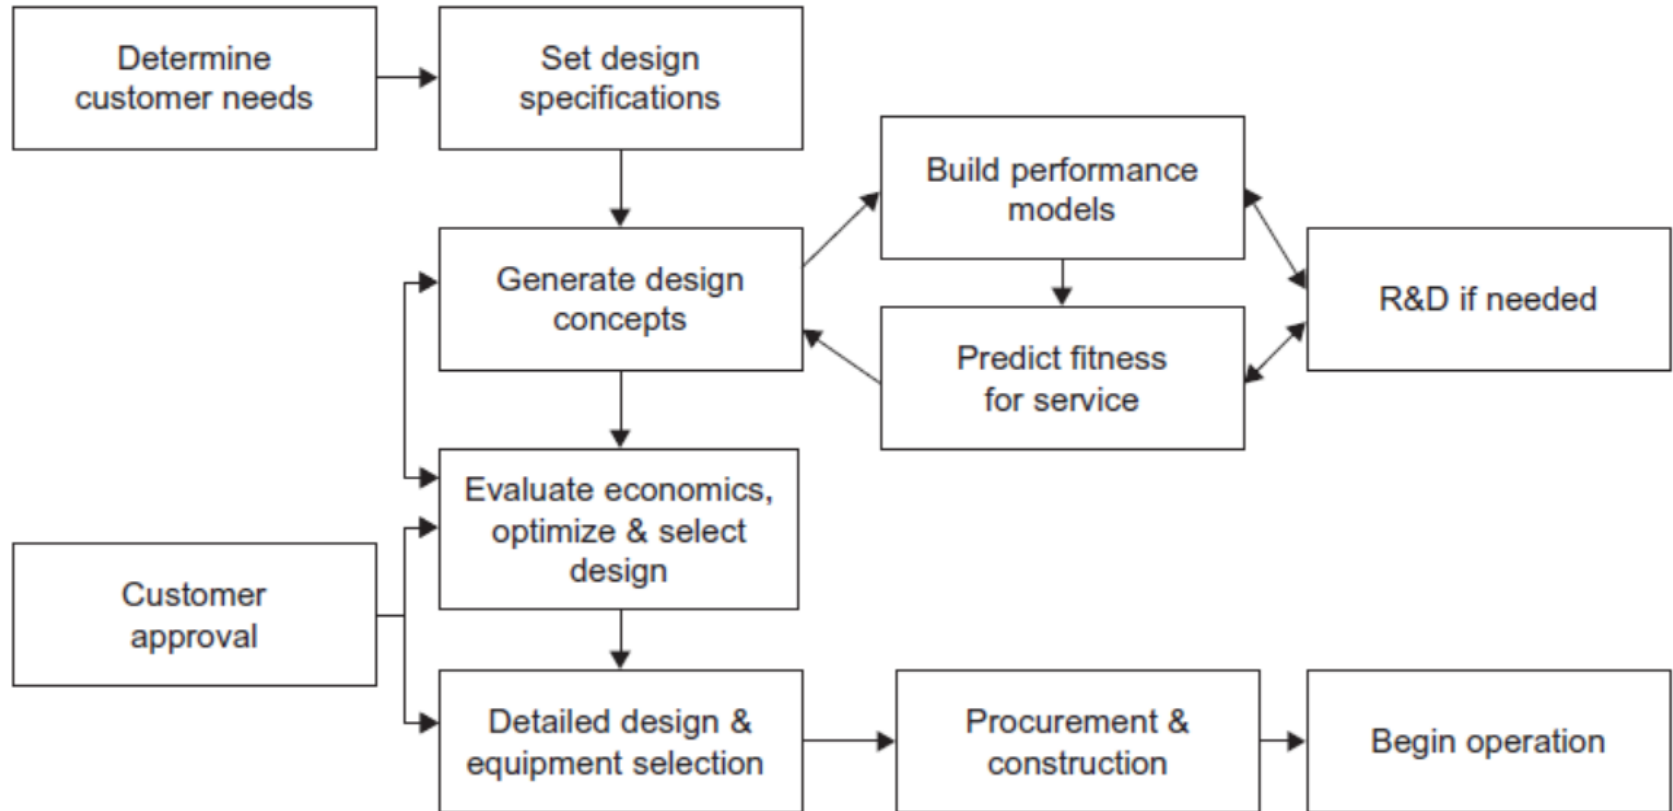 Determine
customer needs
Set design
specifications
Build performance
models
Generate design
concepts
R&D if needed
Predict fitness
for service
Evaluate economics,
optimize & select
design
Customer
approval
Detailed design &
equipment selection
Procurement &
construction
Begin operation